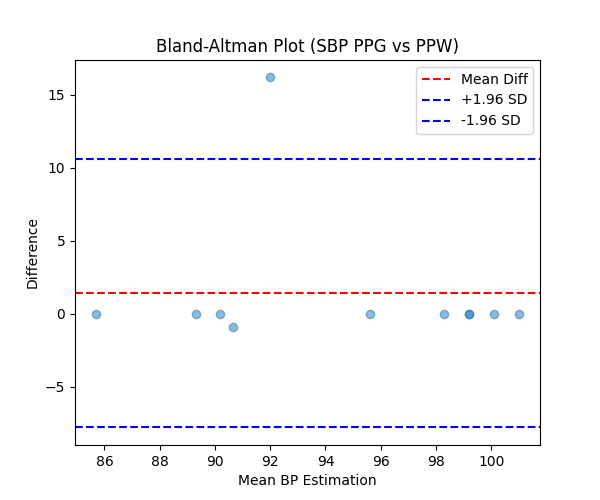 Bland-Altman Plot (SBP PPG vs PPW)
Mean Diff
+1.96 SD
-1.96 SD
15
10
5
0
−5
Difference
86 88 90 92 94 96 98 100
Mean BP Estimation